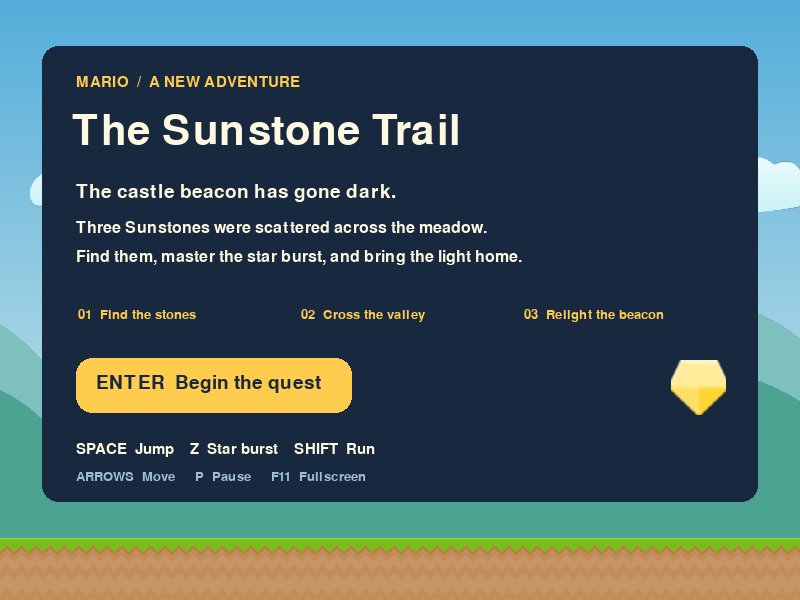 MARIO / A NEW ADVENTURE
The Sunstone Trail
The castle beacon has gone dark.
Three Sunstones were scattered across the meadow.
Find them, master the star burst, and bring the light home.
01 Find the stones 02 Cross the valley 03 Relight the beacon
ENTER Begin the quest
SPACE Jump Z Star burst SHIFT Run
ARROWS Move P Pause F11 Fullscreen